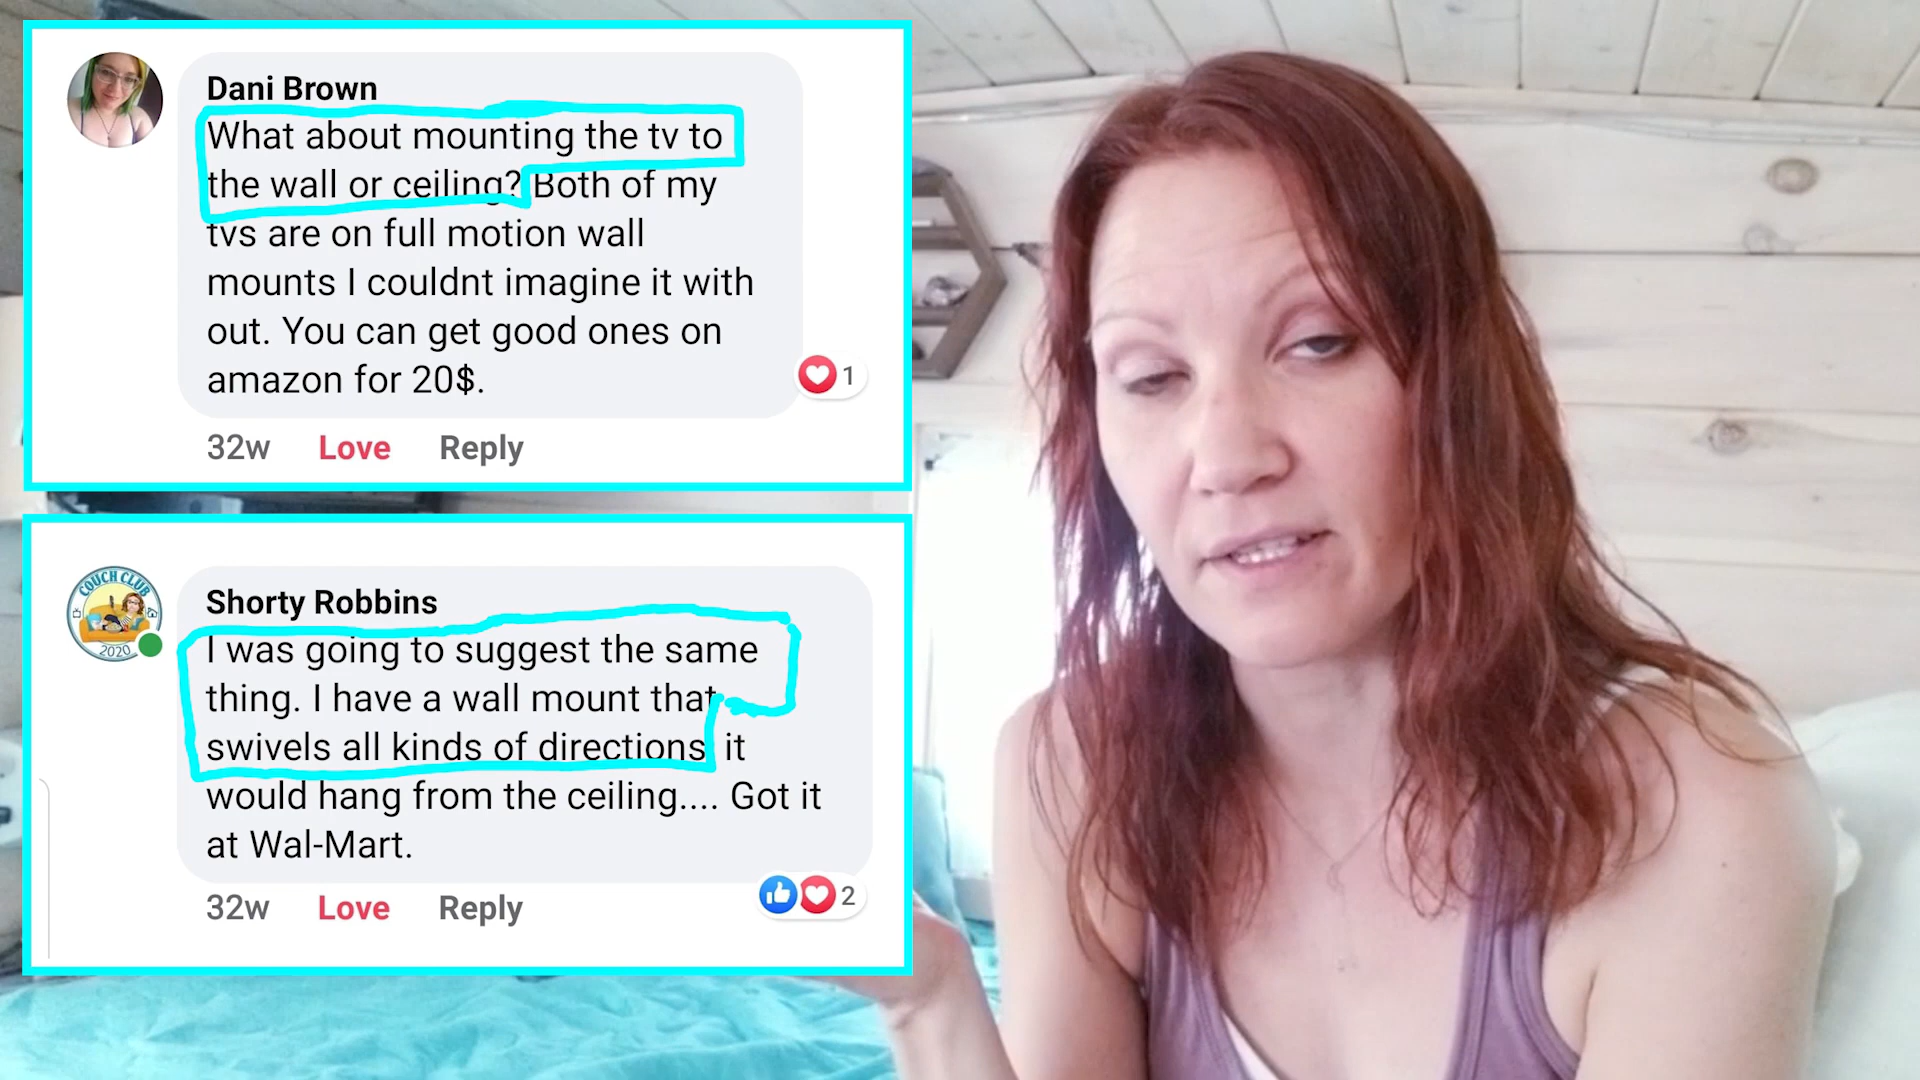 Dani Brown
What about mounting the tv to
the wall or ceiling? Both of my
tvs are on full motion wall
mounts I couldnt imagine it with
out. You can get good ones on
amazon for 20$.
1
32w Love Reply
COUCH CLUB
2020
Shorty Robbins
I was going to suggest the same
thing. I have a wall mount that
swivels all kinds of directions it
would hang from the ceiling.... Got it
at Wal-Mart.
2
32w Love Reply